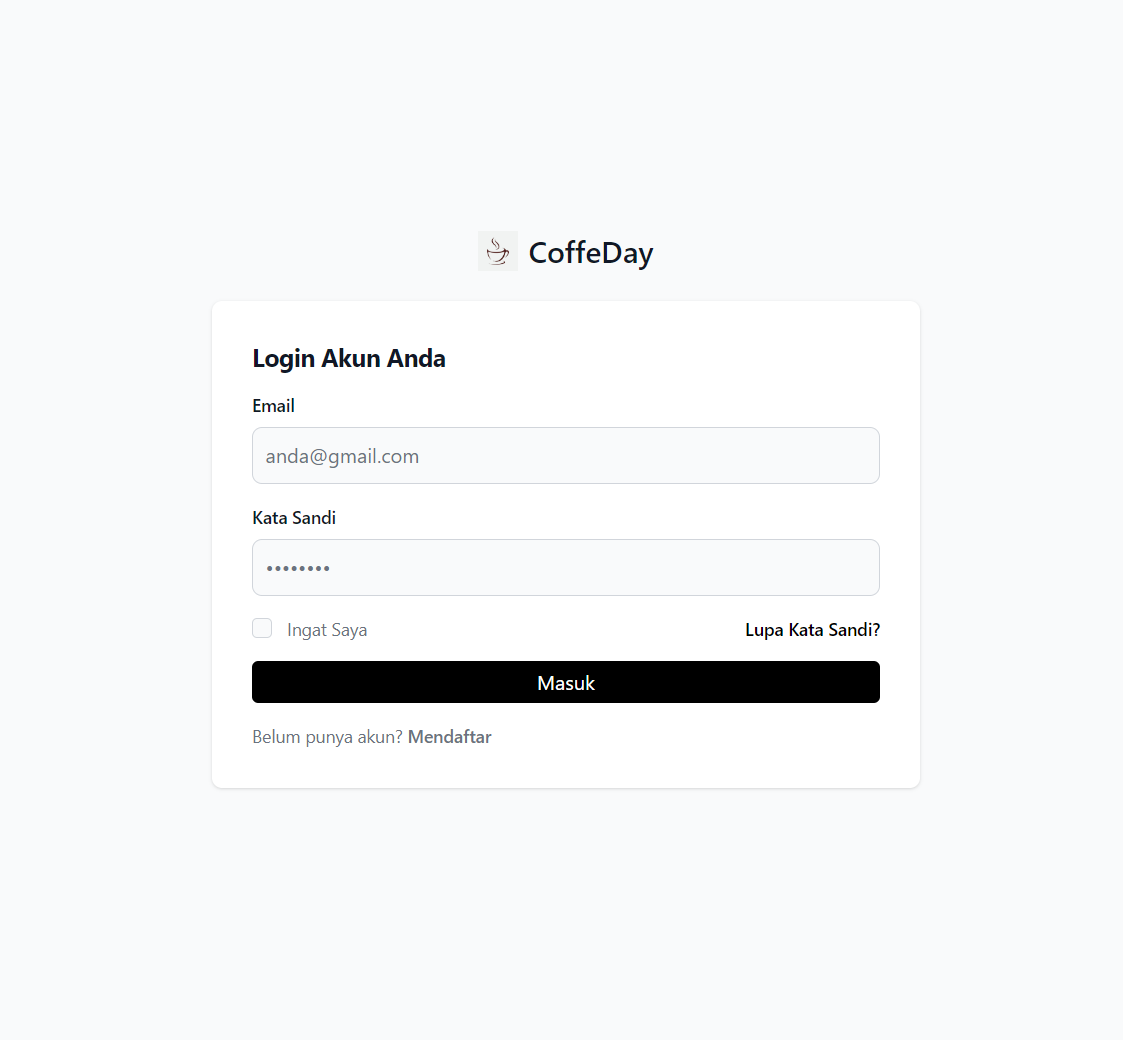 CoffeDay
Login Akun Anda
Email
anda@gmail.com
Kata Sandi
••••••••
Ingat Saya
Lupa Kata Sandi?
Masuk
Belum punya akun? Mendaftar